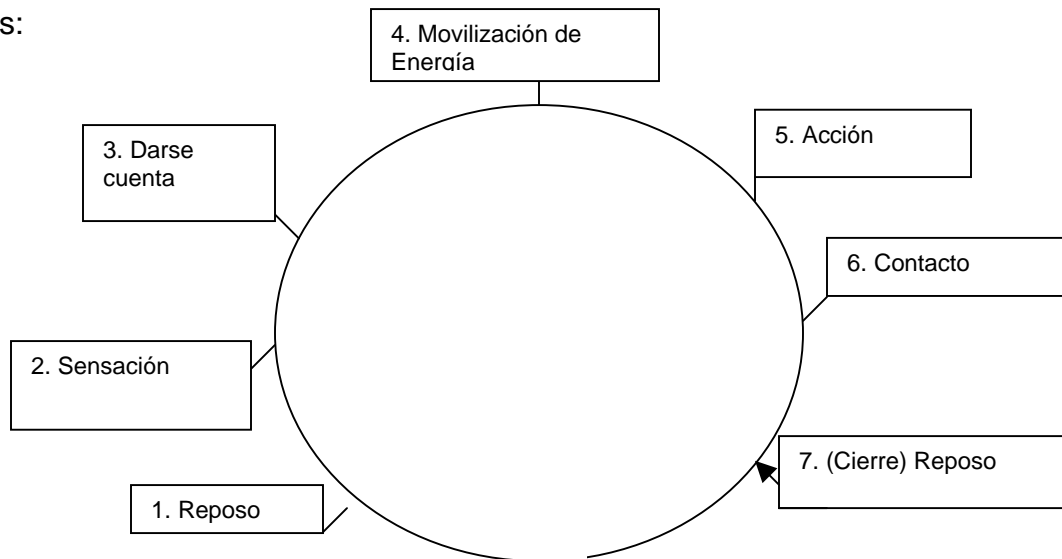 s:
4. Movilización de
Energía
3. Darse
cuenta
5. Acción
6. Contacto
2. Sensación
7. (Cierre) Reposo
1. Reposo